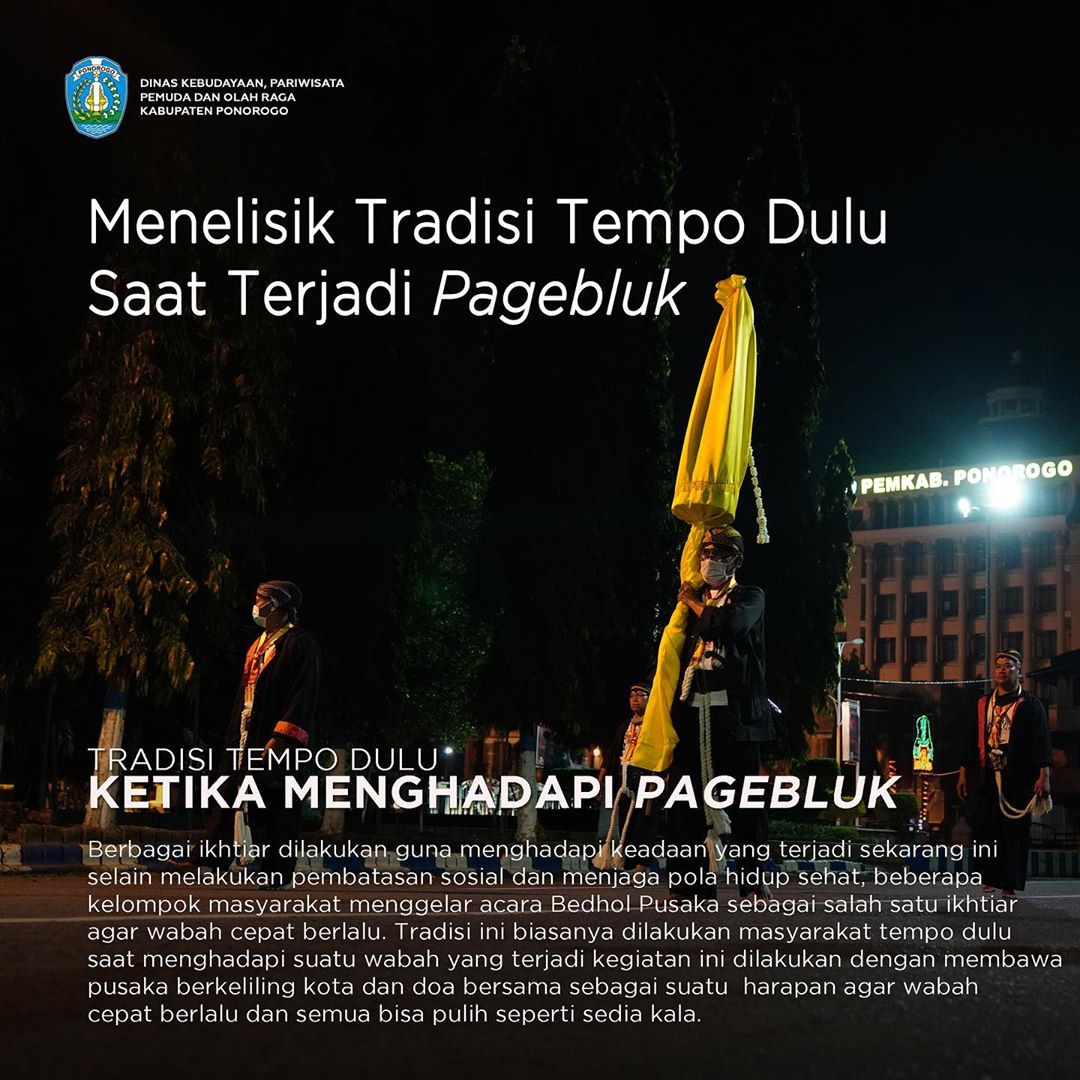 PONOROGO
DINAS KEBUDAYAAN, PARIWISATA
PEMUDA DAN OLAH RAGA
KABUPATEN PONOROGO
Menelisik Tradisi Tempo Dulu
Saat Terjadi Pagebluk
PEMKAB. PONOROGO
TRADISI TEMPO DULU
KETIKA MENGHADAPI PAGEBLUK
Berbagai ikhtiar dilakukan guna menghadapi keadaan yang terjadi sekarang ini
selain melakukan pembatasan sosial dan menjaga pola hidup sehat, beberapa
kelompok masyarakat menggelar acara Bedhol Pusaka sebagai salah satu ikhtiar
agar wabah cepat berlalu. Tradisi ini biasanya dilakukan masyarakat tempo dulu
saat menghadapi suatu wabah yang terjadi kegiatan ini dilakukan dengan membawa
pusaka berkeliling kota dan doa bersama sebagai suatu  harapan agar wabah
cepat berlalu dan semua bisa pulih seperti sedia kala.